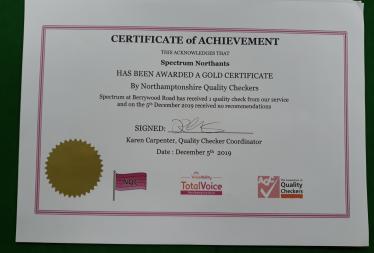 CERTIFICATE of ACHIEVEMENT
THIS ACKNOWLEDGES THAT
Spectrum Northants
HAS BEEN AWARDED A GOLD CERTIFICATE
By Northamptonshire Quality Checkers
Spectrum at Berrywood Road has received 1 quality check from our service
and on the 5th December 2019 received no recommendations
SIGNED:
Karen Carpenter, Quality Checker Coordinator
Date : December 5th 2019
NQC
TotalVoice
Quality
Checkers